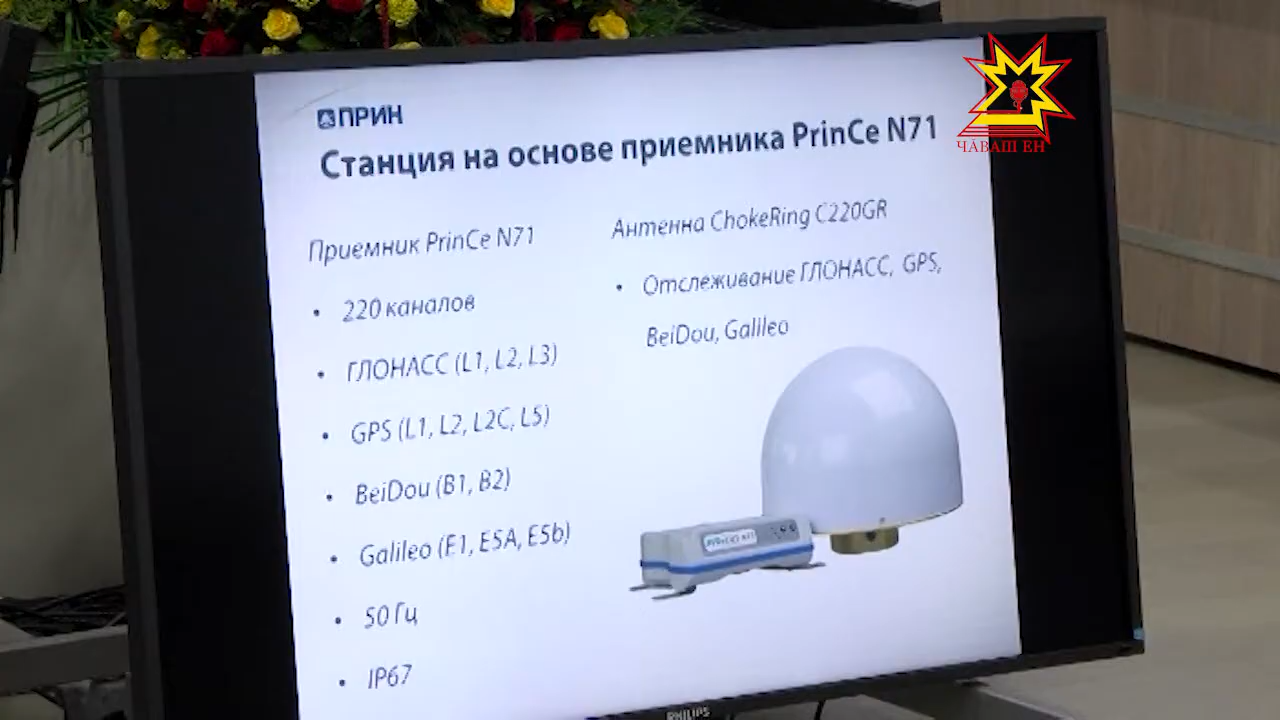 ПРИН
Станция на основе приемника PrinCe N71
Приемник PrinCe N71
• 220 каналов
• ГЛОНАСС (L1, L2, L3)
• GPS (L1, L2, L2C, L5)
• BeiDou (B1, B2)
• Galileo (E1, E5A, E5b)
• 50 Гц
• IP67
Антенна ChokeRing C220GR
• Отслеживание ГЛОНАСС, GPS,
BeiDou, Galileo
ЧӐВАШ ЕН
PHILIPS